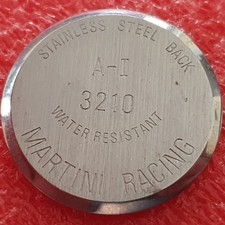 STAINLESS STEEL BACK
A-I
3210
WATER RESISTANT
MARTINI RACING